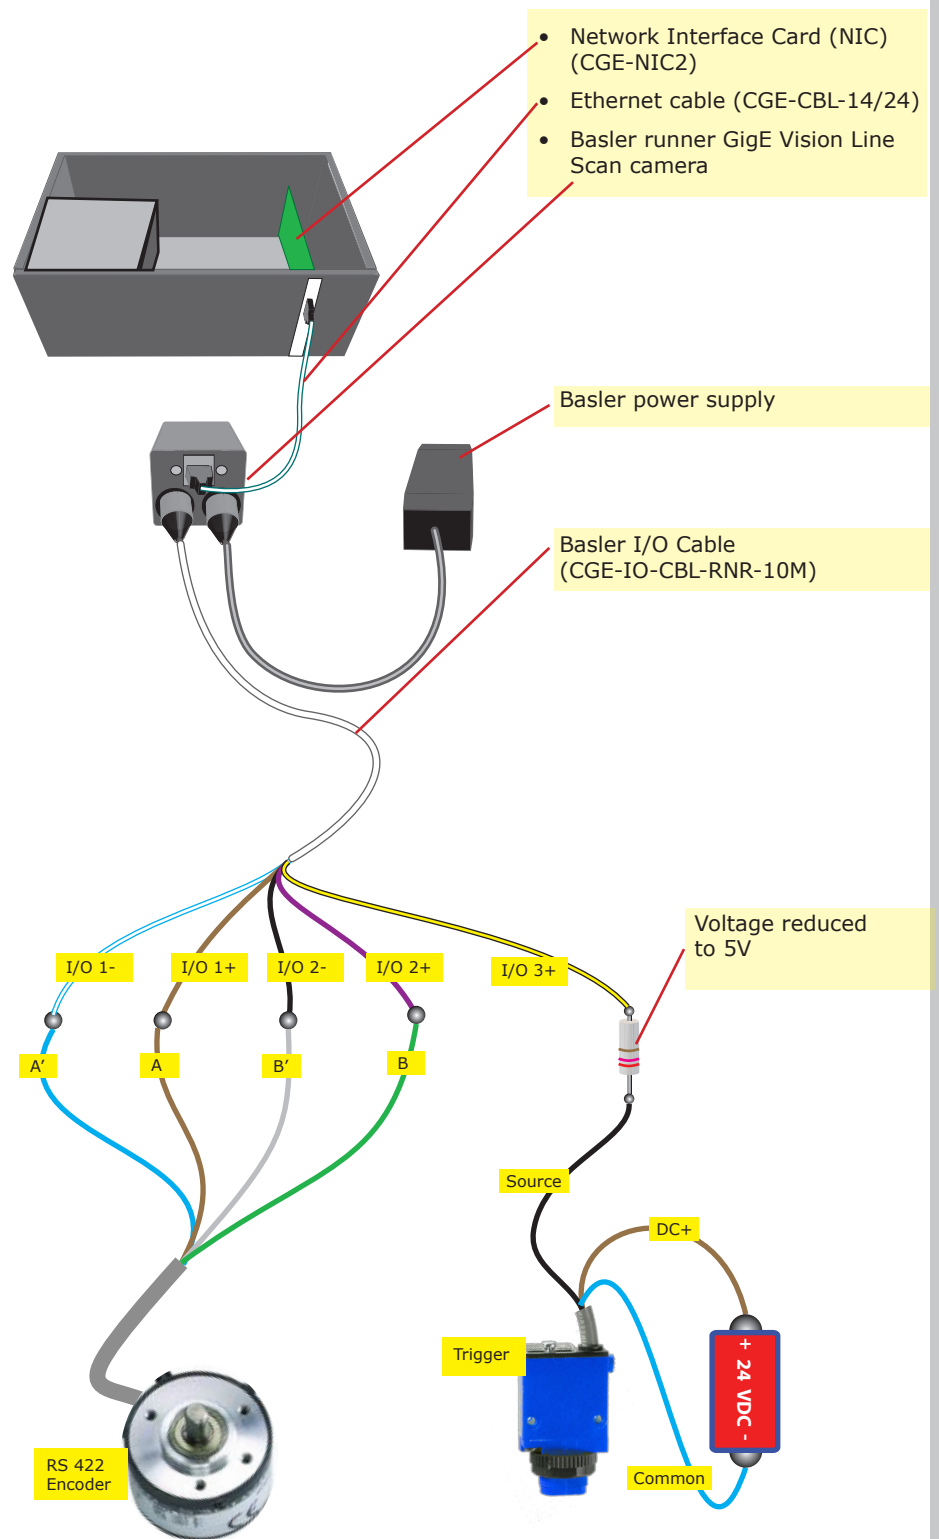 • Network Interface Card (NIC)
(CGE-NIC2)
• Ethernet cable (CGE-CBL-14/24)
• Basler runner GigE Vision Line
Scan camera
Basler power supply
Basler I/O Cable
(CGE-IO-CBL-RNR-10M)
Voltage reduced
to 5V
I/O 1-
I/O 1+
I/O 2-
I/O 2+
I/O 3+
A’
A
B’
B
Source
DC+
Trigger
+ 24 VDC -
Common
RS 422
Encoder
CE